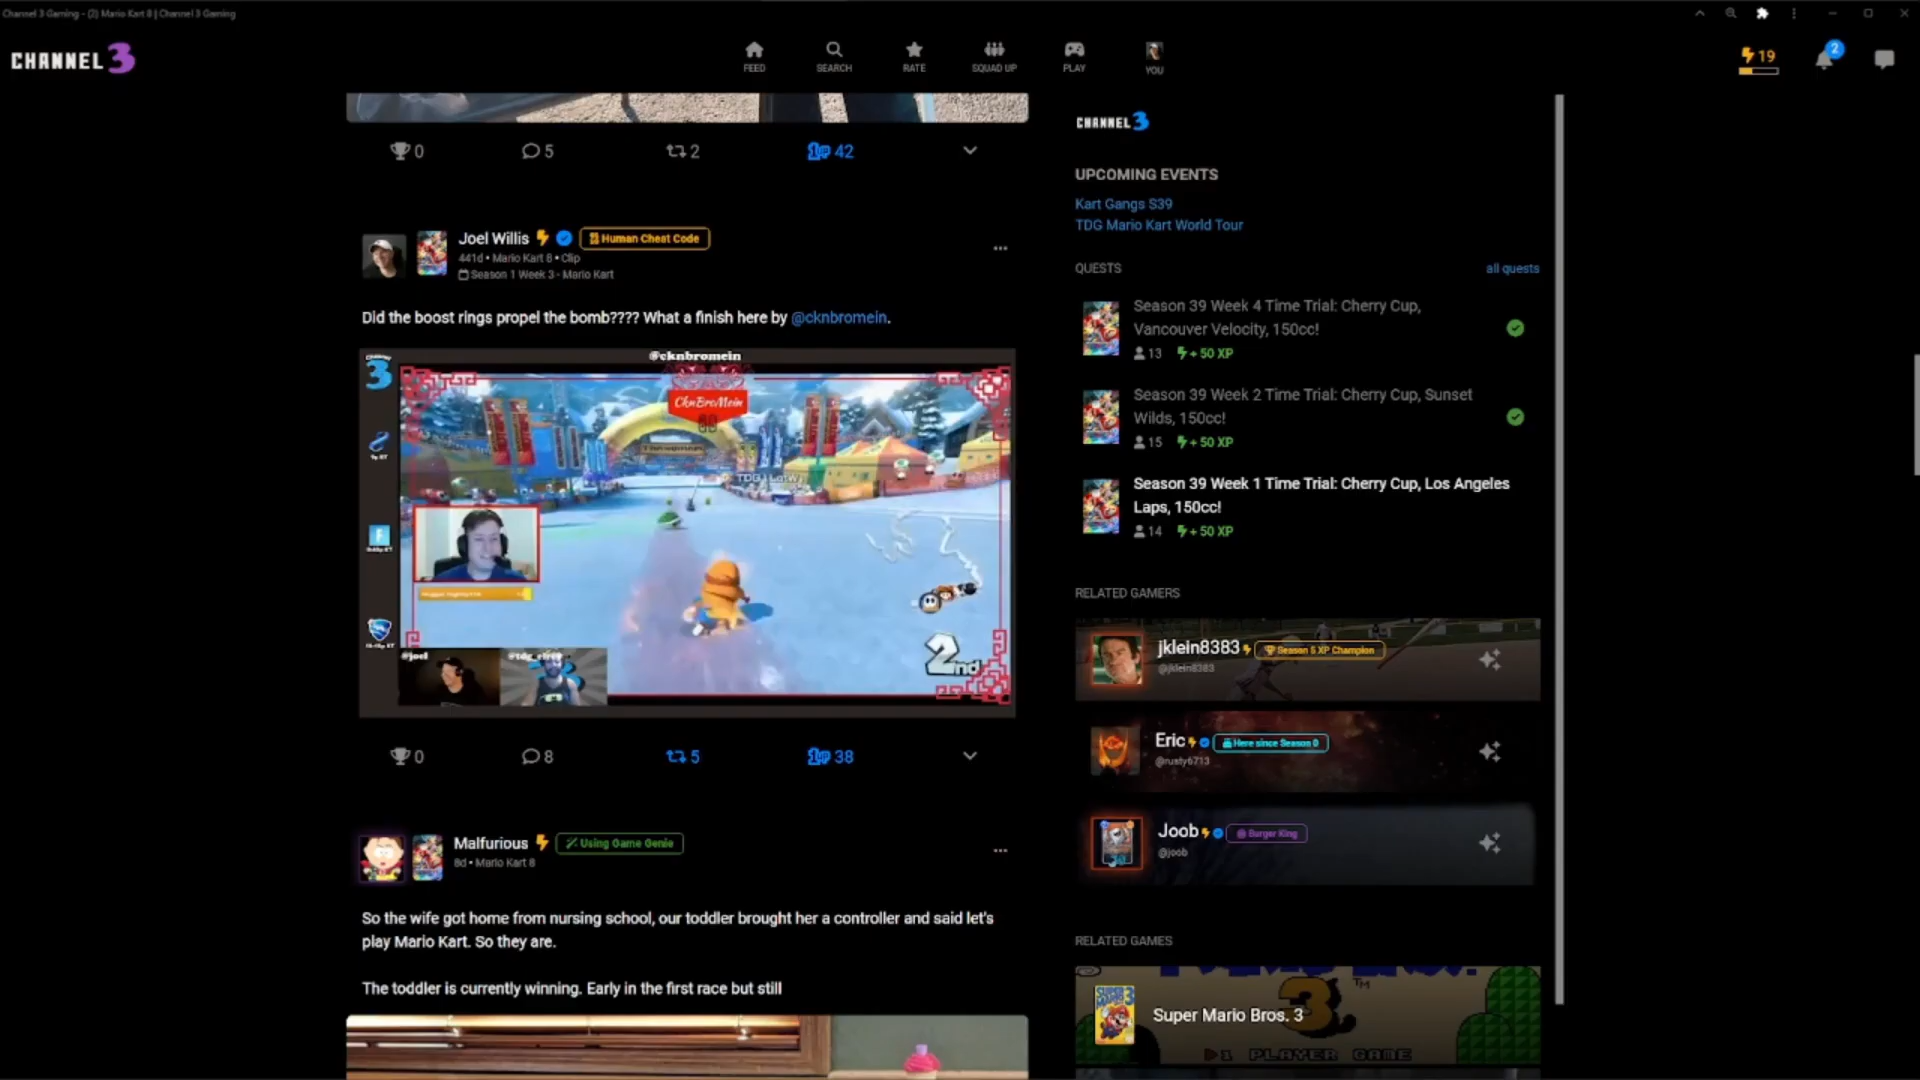 Channel 3 Gaming - (2) Mario Kart 8 | Channel 3 Gaming
CHANNEL 3
FEED
SEARCH
RATE
SQUAD UP
PLAY
YOU
19
2
0
5
2
42
Joel Willis
Human Cheat Code
441d • Mario Kart 8 • Clip
Season 1 Week 3 - Mario Kart
Did the boost rings propel the bomb???? What a finish here by @cknbromein.
@cknbromein
3
CknBroMein
2nd
@joel
0
8
5
38
Malfurious
Using Game Genie
8d • Mario Kart 8
So the wife got home from nursing school, our toddler brought her a controller and said let's
play Mario Kart. So they are.
The toddler is currently winning. Early in the first race but still
CHANNEL 3
UPCOMING EVENTS
Kart Gangs S39
TDG Mario Kart World Tour
QUESTS
all quests
Season 39 Week 4 Time Trial: Cherry Cup,
Vancouver Velocity, 150cc!
13
+ 50 XP
Season 39 Week 2 Time Trial: Cherry Cup, Sunset
Wilds, 150cc!
15
+ 50 XP
Season 39 Week 1 Time Trial: Cherry Cup, Los Angeles
Laps, 150cc!
14
+ 50 XP
RELATED GAMERS
jklein8383
Season 5 XP Champion
@jklein8383
Eric
Here since Season 0
@rusty6713
Joob
Burger King
@joob
RELATED GAMES
3
TM
Super Mario Bros. 3
1 PLAYER GAME